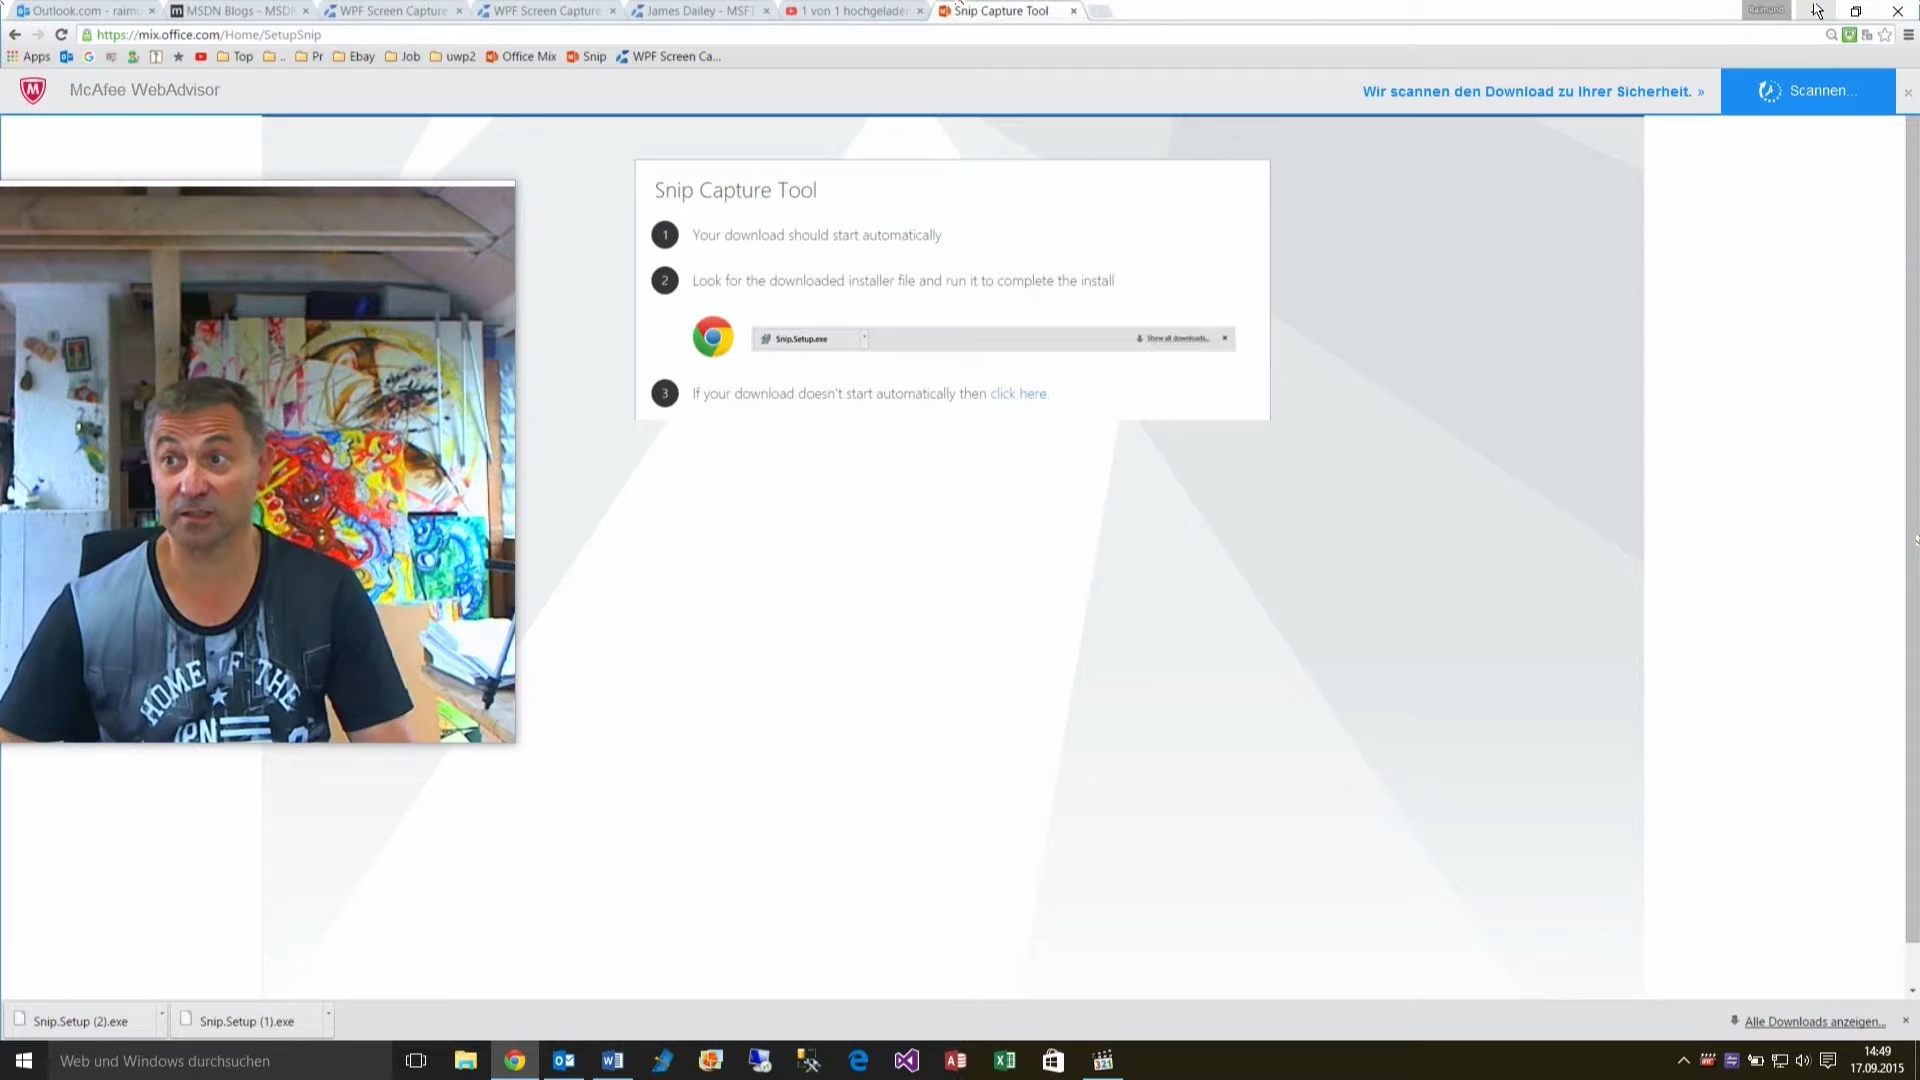 Outlook.com - raimu
MSDN Blogs - MSDN
WPF Screen Capture
WPF Screen Capture
James Dailey - MSFT
1 von 1 hochgeladen
Snip Capture Tool
Raimund
https://mix.office.com/Home/SetupSnip
Apps
Top
..
Pr
Ebay
Job
uwp2
Office Mix
Snip
WPF Screen Ca...
McAfee WebAdvisor
Wir scannen den Download zu Ihrer Sicherheit. »
Scannen...
Snip Capture Tool
1 Your download should start automatically
2 Look for the downloaded installer file and run it to complete the install
Snip.Setup.exe
Show all downloads...
3 If your download doesn't start automatically then click here.
HOME OF THE
Snip.Setup (2).exe
Snip.Setup (1).exe
Alle Downloads anzeigen...
Web und Windows durchsuchen
14:49
17.09.2015